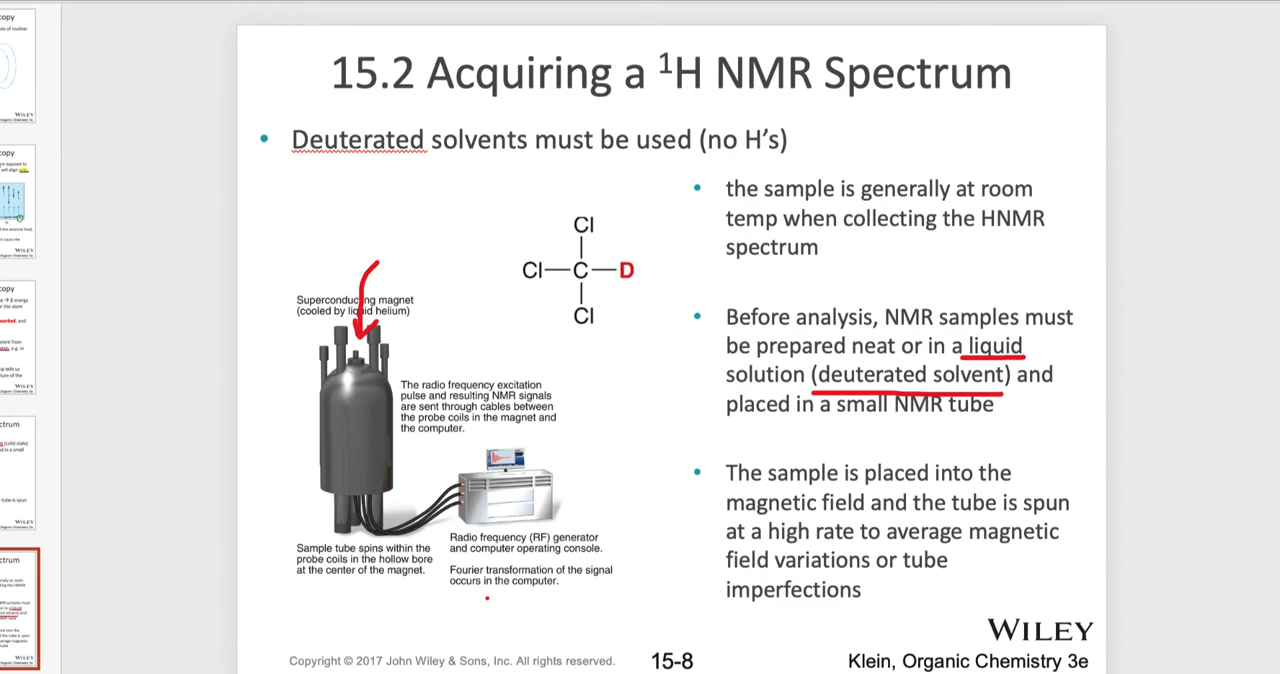 15.2 Acquiring a ¹H NMR Spectrum
• Deuterated solvents must be used (no H's)
Cl
Cl—C—D
Cl
Superconducting magnet
(cooled by liquid helium)
The radio frequency excitation
pulse and resulting NMR signals
are sent through cables between
the probe coils in the magnet and
the computer.
Sample tube spins within the
probe coils in the hollow bore
at the center of the magnet.
Radio frequency (RF) generator
and computer operating console.
Fourier transformation of the signal
occurs in the computer.
• the sample is generally at room
temp when collecting the HNMR
spectrum
• Before analysis, NMR samples must
be prepared neat or in a liquid
solution (deuterated solvent) and
placed in a small NMR tube
• The sample is placed into the
magnetic field and the tube is spun
at a high rate to average magnetic
field variations or tube
imperfections
WILEY
Copyright © 2017 John Wiley & Sons, Inc. All rights reserved.
15-8
Klein, Organic Chemistry 3e